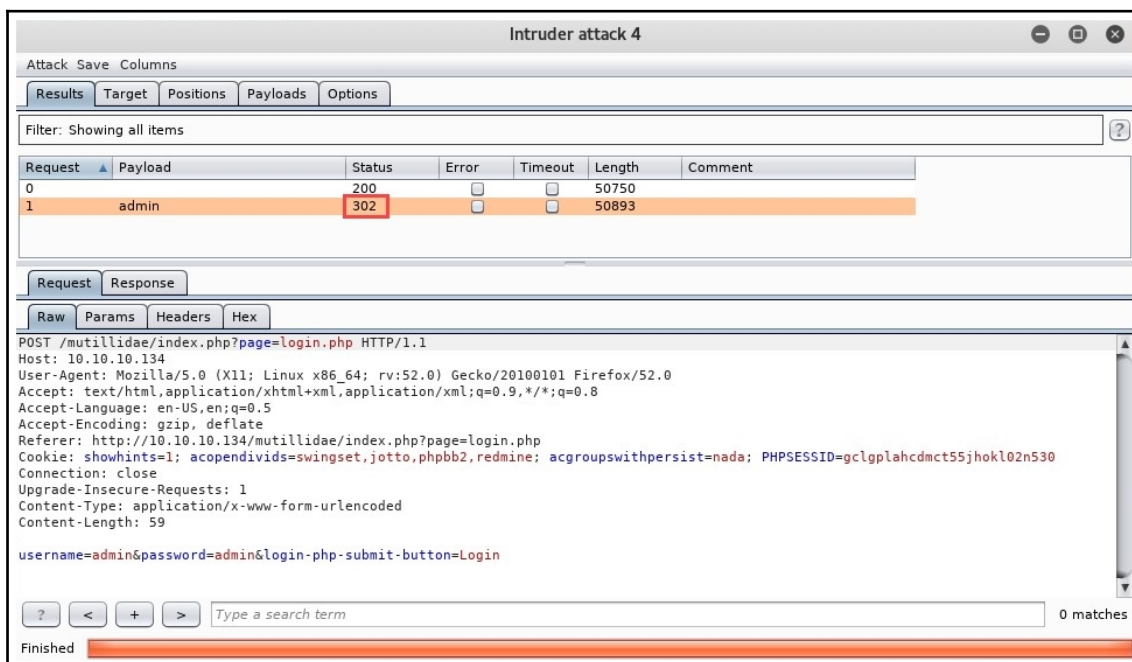 Intruder attack 4
Attack Save Columns
Results Target Positions Payloads Options
Filter: Showing all items
?
Request Payload Status Error Timeout Length Comment
0 200 50750
1 admin 302 50893
Request Response
Raw Params Headers Hex
POST /mutillidae/index.php?page=login.php HTTP/1.1
Host: 10.10.10.134
User-Agent: Mozilla/5.0 (X11; Linux x86_64; rv:52.0) Gecko/20100101 Firefox/52.0
Accept: text/html,application/xhtml+xml,application/xml;q=0.9,*/*;q=0.8
Accept-Language: en-US,en;q=0.5
Accept-Encoding: gzip, deflate
Referer: http://10.10.10.134/mutillidae/index.php?page=login.php
Cookie: showhints=1; acopendivids=swingset,jotto,phpbb2,redmine; acgroupswithpersist=nada; PHPSESSID=gclgplahcdmct55jhokl02n530
Connection: close
Upgrade-Insecure-Requests: 1
Content-Type: application/x-www-form-urlencoded
Content-Length: 59
username=admin&password=admin&login-php-submit-button=Login
? < + > Type a search term 0 matches
Finished